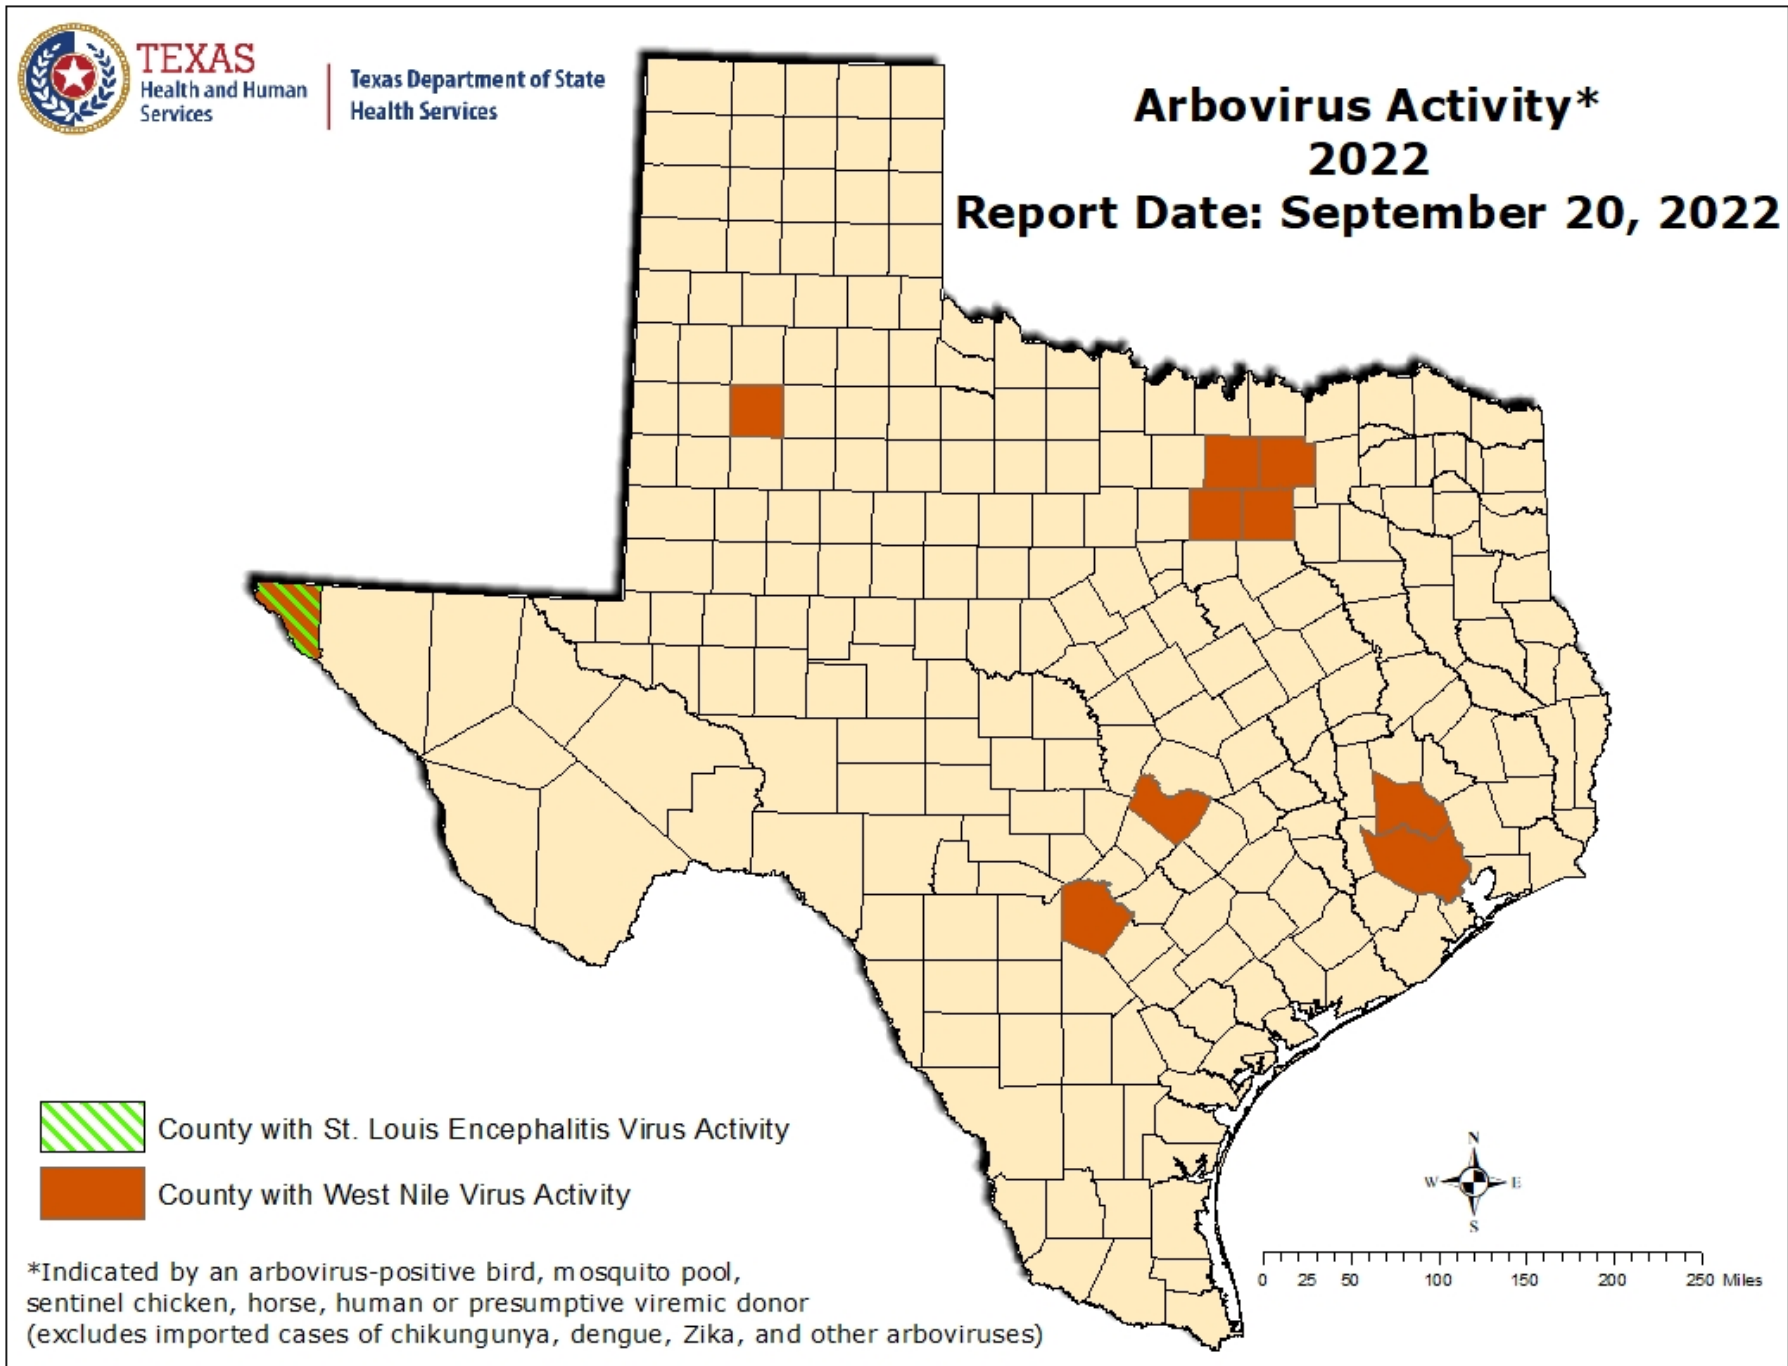 TEXAS
Health and Human
Services
Texas Department of State
Health Services
Arbovirus Activity*
2022
Report Date: September 20, 2022
County with St. Louis Encephalitis Virus Activity
County with West Nile Virus Activity
*Indicated by an arbovirus-positive bird, mosquito pool,
sentinel chicken, horse, human or presumptive viremic donor
(excludes imported cases of chikungunya, dengue, Zika, and other arboviruses)
N
W E
S
0 25 50 100 150 200 250 Miles